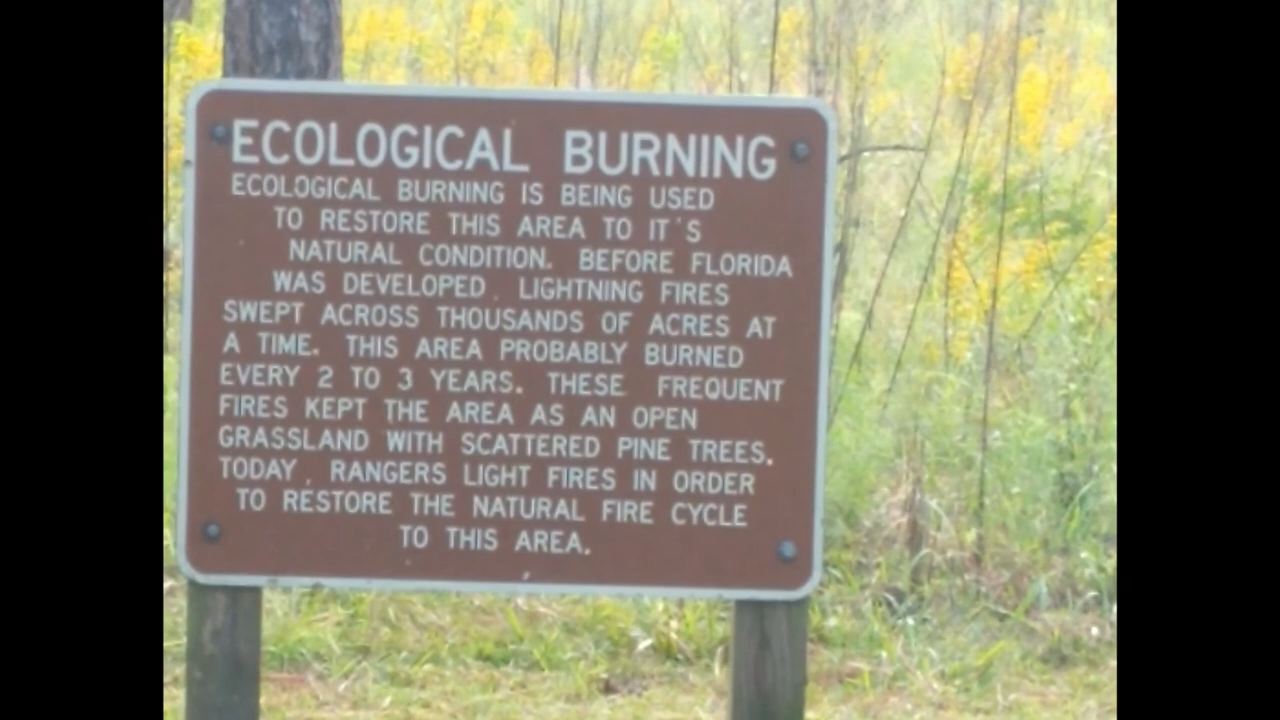 ECOLOGICAL BURNING
ECOLOGICAL BURNING IS BEING USED
TO RESTORE THIS AREA TO IT'S
NATURAL CONDITION. BEFORE FLORIDA
WAS DEVELOPED, LIGHTNING FIRES
SWEPT ACROSS THOUSANDS OF ACRES AT
A TIME. THIS AREA PROBABLY BURNED
EVERY 2 TO 3 YEARS. THESE FREQUENT
FIRES KEPT THE AREA AS AN OPEN
GRASSLAND WITH SCATTERED PINE TREES.
TODAY, RANGERS LIGHT FIRES IN ORDER
TO RESTORE THE NATURAL FIRE CYCLE
TO THIS AREA.